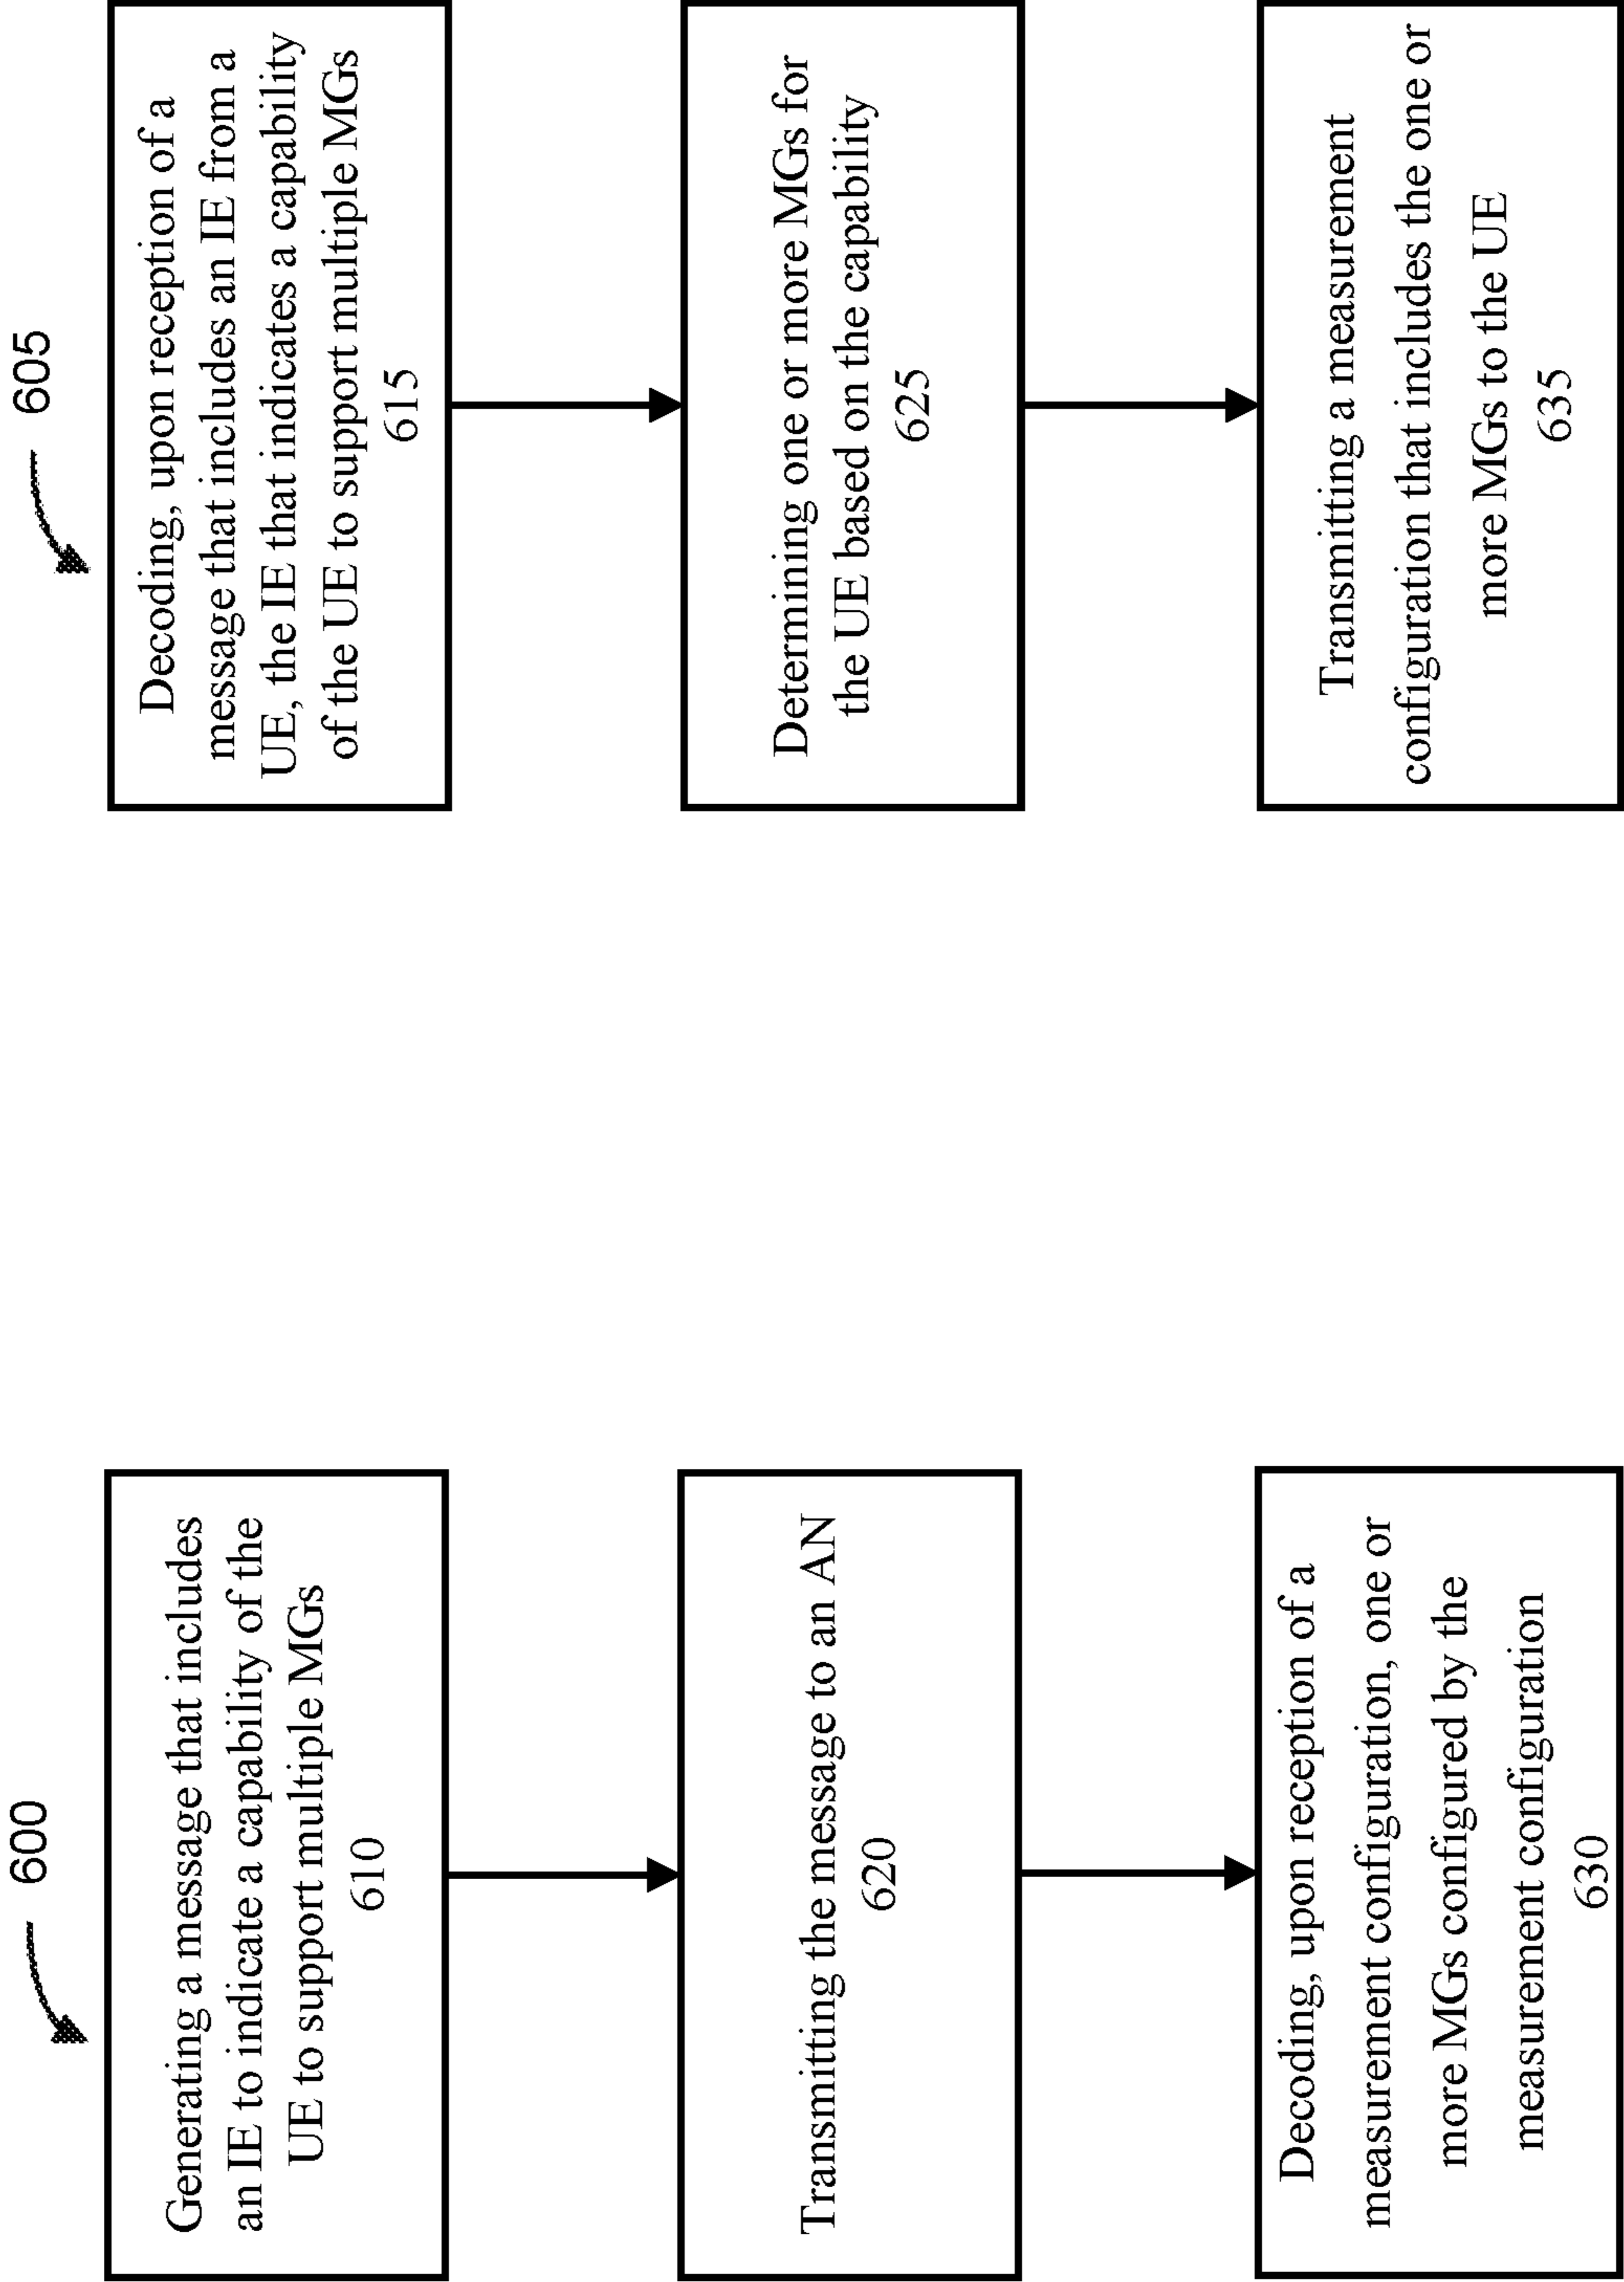 600
Generating a message that includes
an IE to indicate a capability of the
UE to support multiple MGs
610
Transmitting the message to an AN
620
Decoding, upon reception of a
measurement configuration, one or
more MGs configured by the
measurement configuration
630
605
Decoding, upon reception of a
message that includes an IE from a
UE, the IE that indicates a capability
of the UE to support multiple MGs
615
Determining one or more MGs for
the UE based on the capability
625
Transmitting a measurement
configuration that includes the one or
more MGs to the UE
635